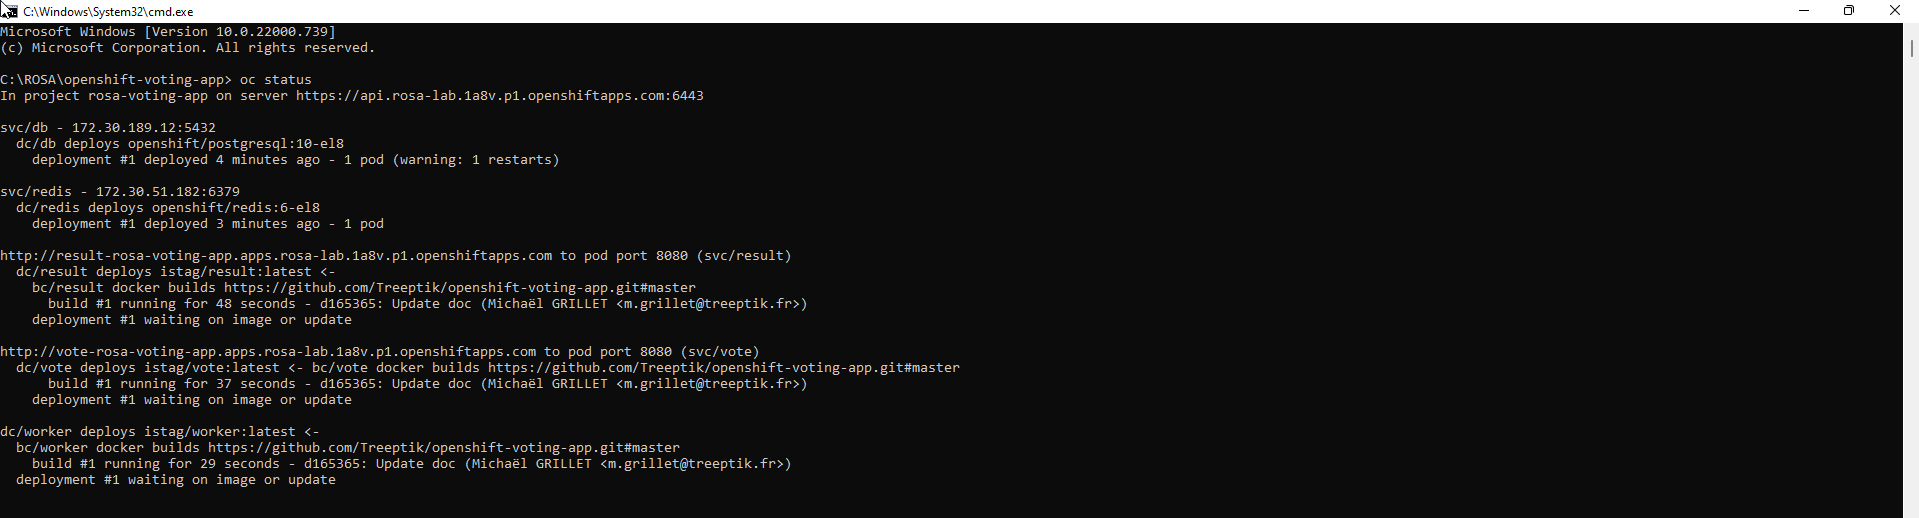 C:\Windows\System32\cmd.exe
Microsoft Windows [Version 10.0.22000.739]
(c) Microsoft Corporation. All rights reserved.
C:\ROSA\openshift-voting-app> oc status
In project rosa-voting-app on server https://api.rosa-lab.1a8v.p1.openshiftapps.com:6443
svc/db - 172.30.189.12:5432
dc/db deploys openshift/postgresql:10-el8
deployment #1 deployed 4 minutes ago - 1 pod (warning: 1 restarts)
svc/redis - 172.30.51.182:6379
dc/redis deploys openshift/redis:6-el8
deployment #1 deployed 3 minutes ago - 1 pod
http://result-rosa-voting-app.apps.rosa-lab.1a8v.p1.openshiftapps.com to pod port 8080 (svc/result)
dc/result deploys istag/result:latest <-
bc/result docker builds https://github.com/Treeptik/openshift-voting-app.git#master
build #1 running for 48 seconds - d165365: Update doc (Michaël GRILLET <m.grillet@treeptik.fr>)
deployment #1 waiting on image or update
http://vote-rosa-voting-app.apps.rosa-lab.1a8v.p1.openshiftapps.com to pod port 8080 (svc/vote)
dc/vote deploys istag/vote:latest <- bc/vote docker builds https://github.com/Treeptik/openshift-voting-app.git#master
build #1 running for 37 seconds - d165365: Update doc (Michaël GRILLET <m.grillet@treeptik.fr>)
deployment #1 waiting on image or update
dc/worker deploys istag/worker:latest <-
bc/worker docker builds https://github.com/Treeptik/openshift-voting-app.git#master
build #1 running for 29 seconds - d165365: Update doc (Michaël GRILLET <m.grillet@treeptik.fr>)
deployment #1 waiting on image or update